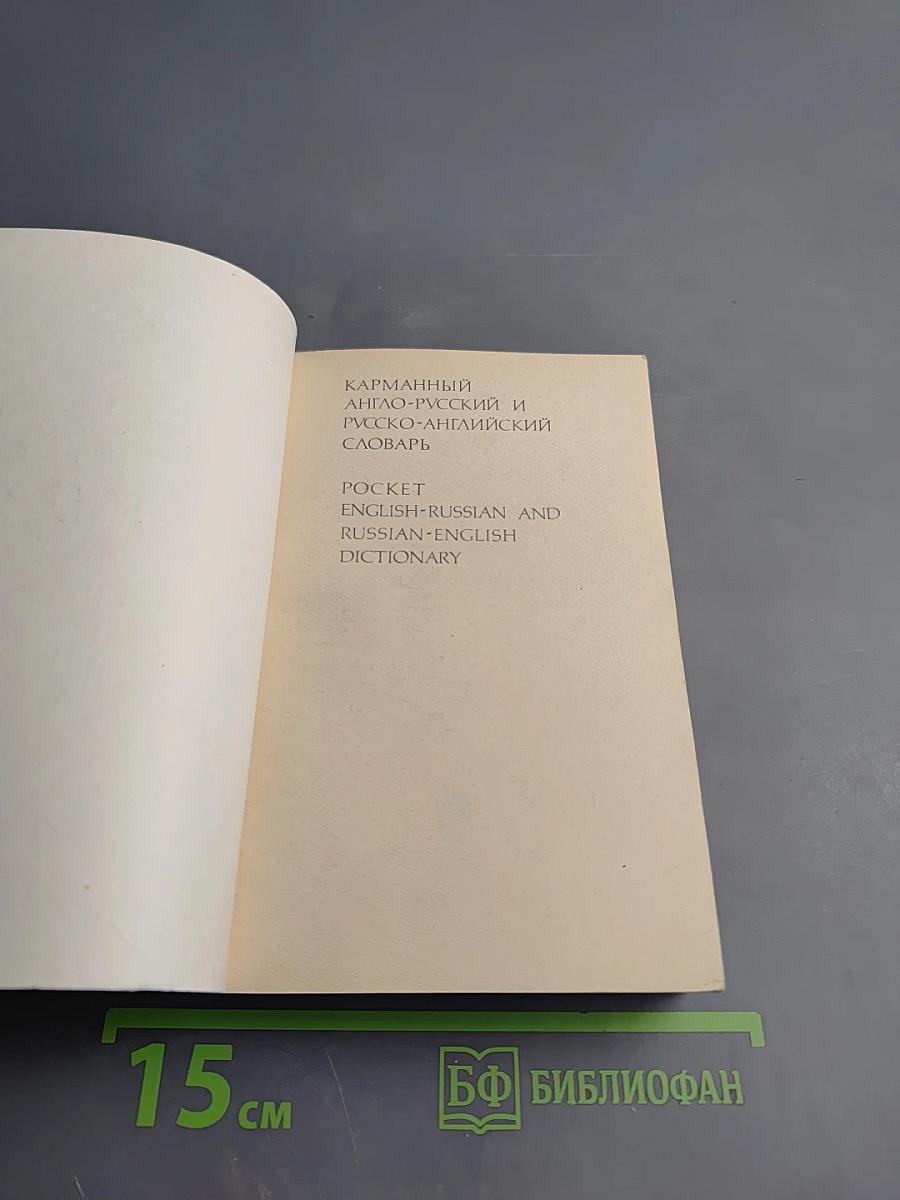 КАРМАННЫЙ
АНГЛО-РУССКИЙ И
РУССКО-АНГЛИЙСКИЙ
СЛОВАРЬ
POCKET
ENGLISH-RUSSIAN AND
RUSSIAN-ENGLISH
DICTIONARY
15 см
БФ БИБЛИОФАН